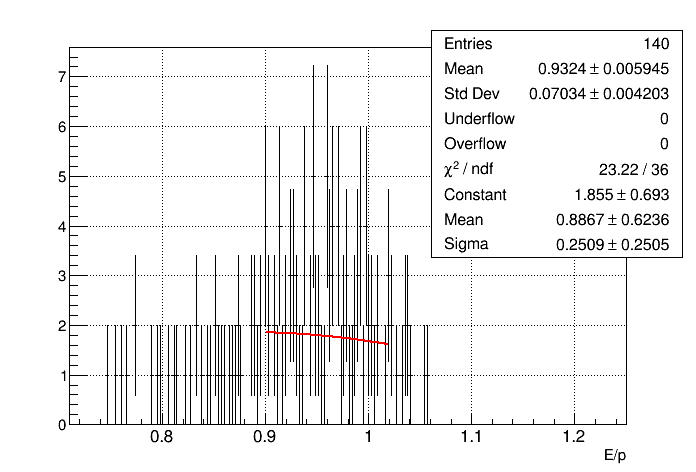 Entries 140
Mean 0.9324 ± 0.005945
Std Dev 0.07034 ± 0.004203
Underflow 0
Overflow 0
χ² / ndf 23.22 / 36
Constant 1.855 ± 0.693
Mean 0.8867 ± 0.6236
Sigma 0.2509 ± 0.2505
7
6
5
4
3
2
1
0
0.8 0.9 1 1.1 1.2
E/p